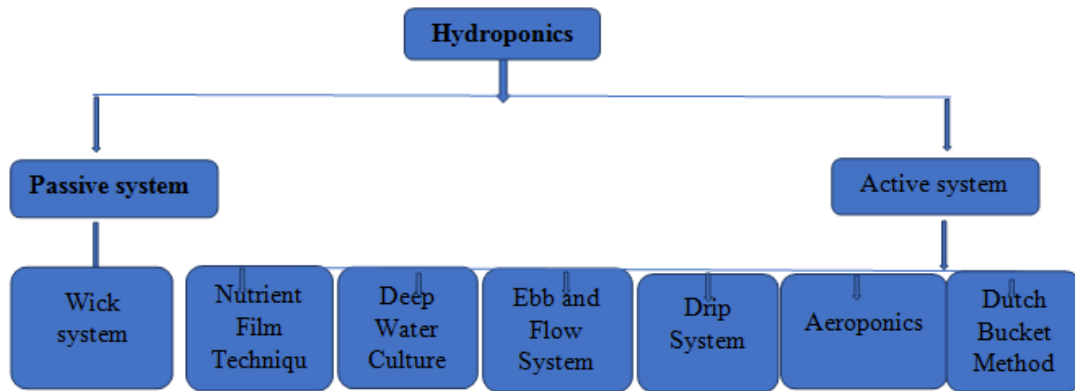 Hydroponics
Passive system
Active system
Wick
system
Nutrient
Film
Techniqu
Deep
Water
Culture
Ebb and
Flow
System
Drip
System
Aeroponics
Dutch
Bucket
Method